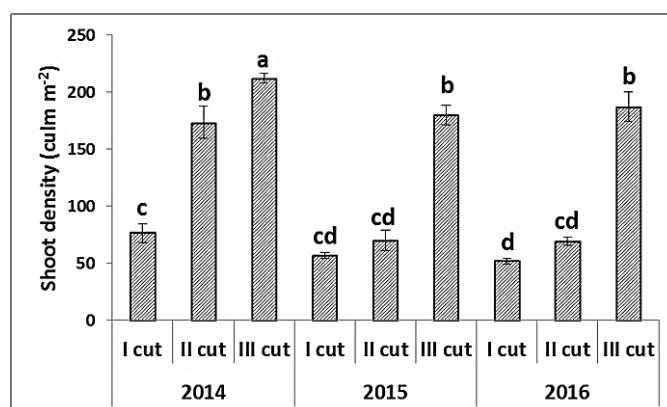 Shoot density (culm m⁻²)
250
200
150
100
50
0
c
b
a
cd
cd
b
d
cd
b
I cut II cut III cut I cut II cut III cut I cut II cut III cut
2014 2015 2016